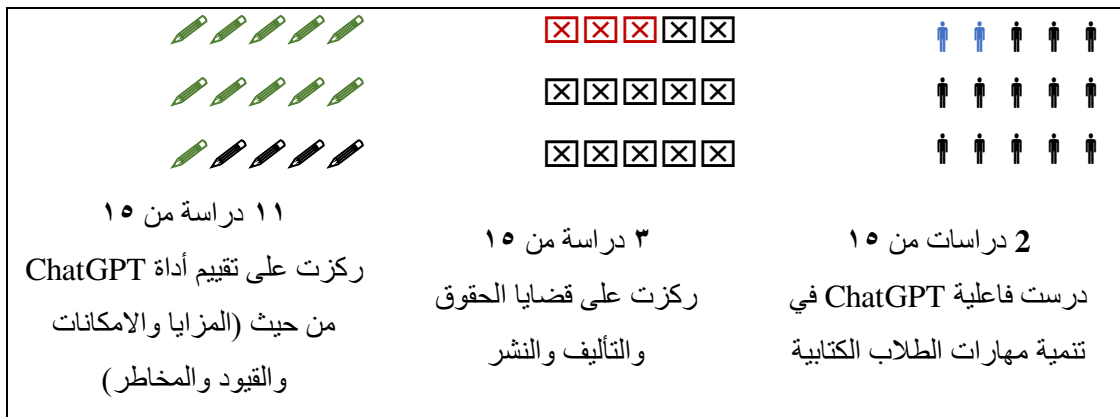 2 دراسات من ١٥
درست فاعلية ChatGPT في
تنمية مهارات الطلاب الكتابية
٣ دراسة من ١٥
ركزت على قضايا الحقوق
والتأليف والنشر
١١ دراسة من ١٥
ركزت على تقييم أداة ChatGPT
من حيث (المزايا والامكانات
والقيود والمخاطر)